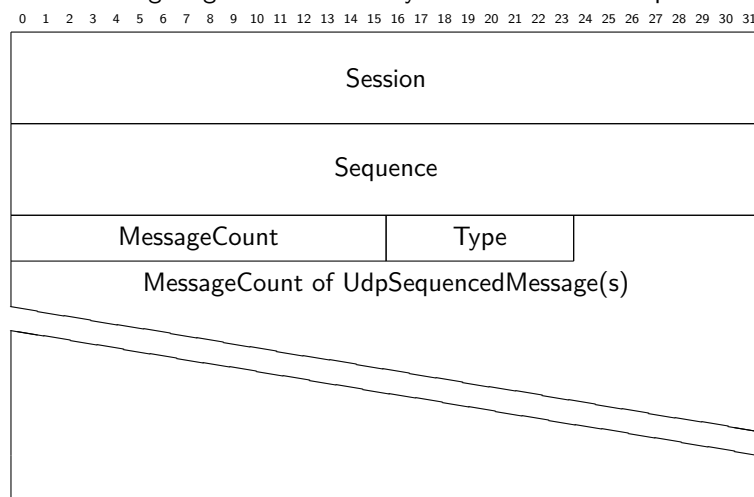 0 1 2 3 4 5 6 7 8 9 10 11 12 13 14 15 16 17 18 19 20 21 22 23 24 25 26 27 28 29 30 31
Session
Sequence
MessageCount Type
MessageCount of UdpSequencedMessage(s)